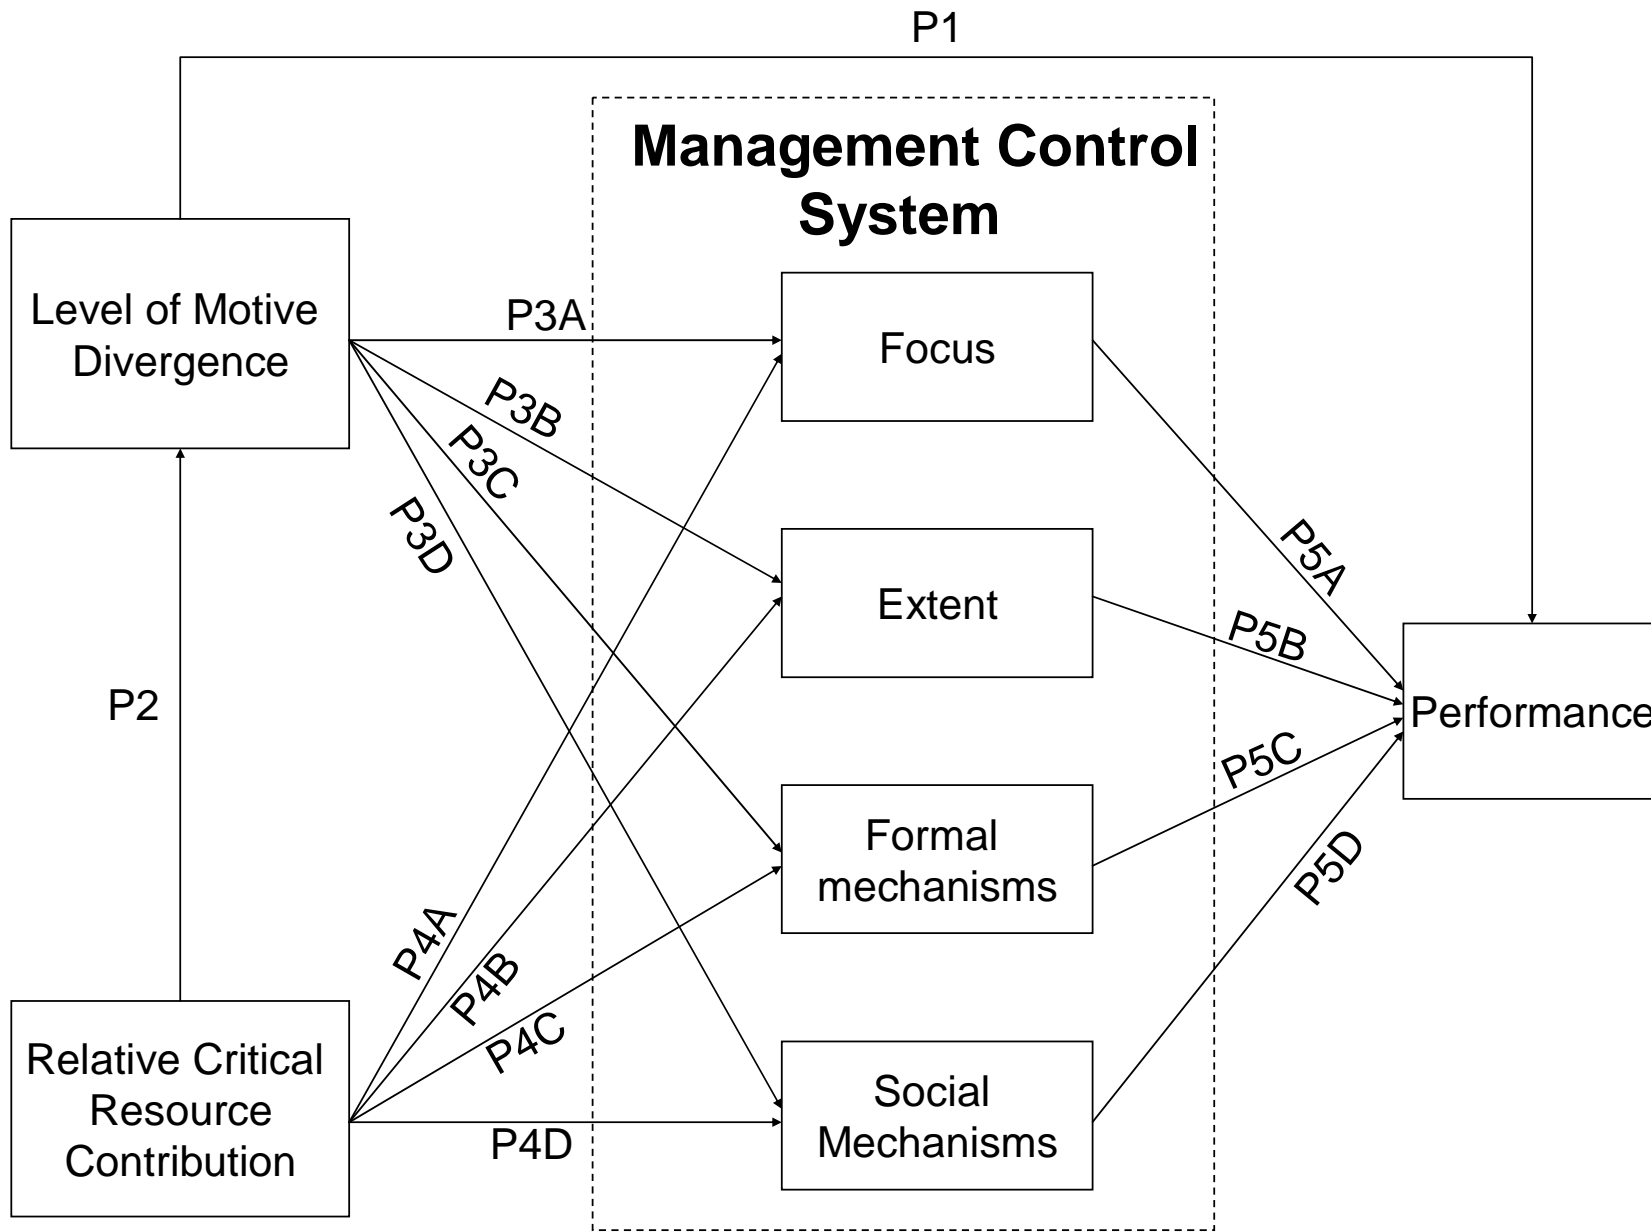 P1
Management Control
System
Level of Motive
Divergence
P3A
Focus
P3B
P3C
P3D
P5A
Extent
P5B
P2
Performance
P5C
Formal
mechanisms
P5D
P4A
P4B
P4C
Relative Critical
Resource
Contribution
P4D
Social
Mechanisms